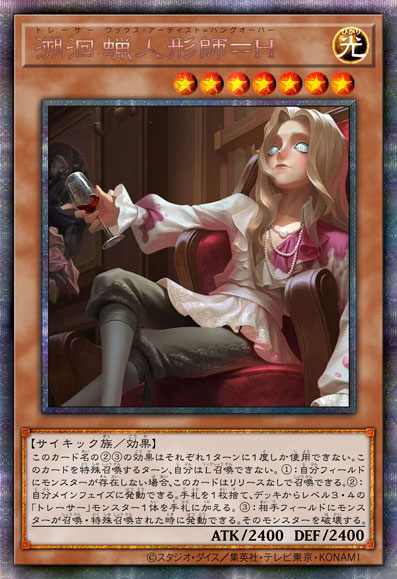 トレーサー ワックス・アーティスト＝ハングオーバー
溯洄蝋人形師＝H
ひかり
光
【サイキック族／効果】
このカード名の②③の効果はそれぞれ1ターンに1度しか使用できない。こ
のカードを特殊召喚するターン、自分はL召喚できない。①：自分フィールド
にモンスターが存在しない場合、このカードはリリースなしで召喚できる。②：
自分メインフェイズに発動できる。手札を1枚捨て、デッキからレベル3・4の
「トレーサー」モンスター1体を手札に加える。③：相手フィールドにモンス
ターが召喚・特殊召喚された時に発動できる。そのモンスターを破壊する。
ATK/2400 DEF/2400
©スタジオ・ダイス／集英社・テレビ東京・KONAMI